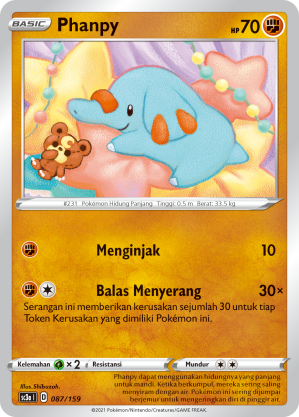 BASIC Phanpy HP 70
#231 Pokémon Hidung Panjang Tinggi: 0,5 m Berat: 33.5 kg
Menginjak 10
Balas Menyerang 30×
Serangan ini memberikan kerusakan sejumlah 30 untuk tiap
Token Kerusakan yang dimiliki Pokémon ini.
Kelemahan ×2 Resistansi Mundur
Illus. Shibuzoh.
sc3a I D 087/159
Phanpy dapat menggunakan hidungnya yang panjang
untuk mandi. Ketika berkumpul, mereka sering saling
menyiram dengan air. Pokémon ini sering dijumpai
untuk mengeringkan diri di pinggir air.
©2021 Pokémon/Nintendo/Creatures/GAME FREAK.